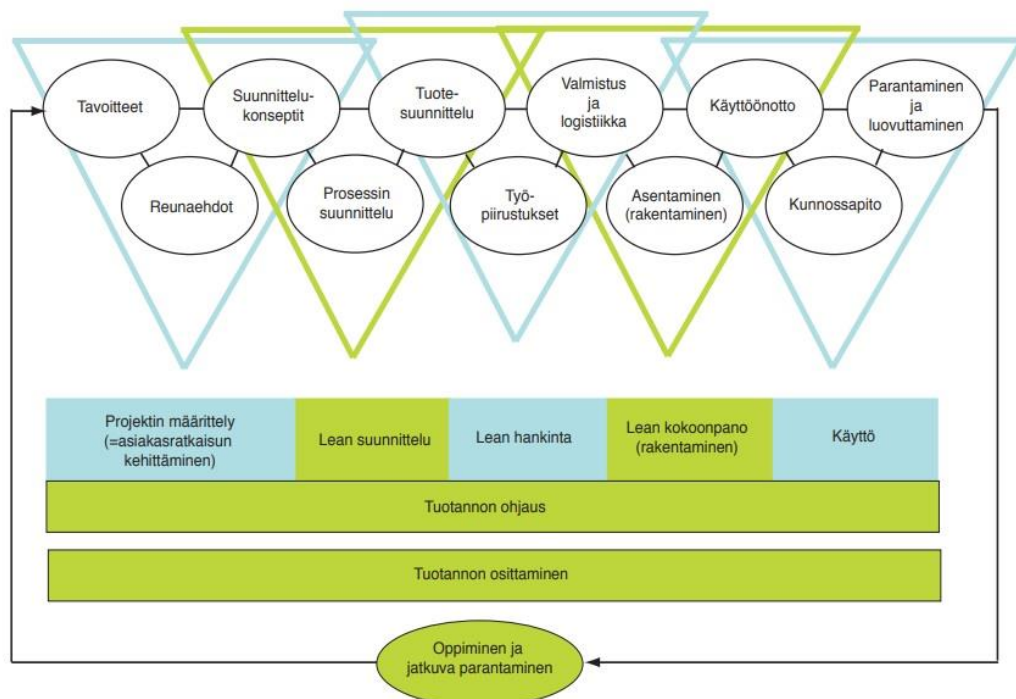 Tavoitteet
Suunnittelu-
konseptit
Tuote-
suunnittelu
Valmistus
ja
logistiikka
Käyttöönotto
Parantaminen
ja
luovuttaminen
Reunaehdot
Prosessin
suunnittelu
Työ-
piirustukset
Asentaminen
(rakentaminen)
Kunnossapito
Projektin määrittely
(=asiakasratkaisun
kehittäminen)
Lean suunnittelu
Lean hankinta
Lean kokoonpano
(rakentaminen)
Käyttö
Tuotannon ohjaus
Tuotannon osittaminen
Oppiminen ja
jatkuva parantaminen